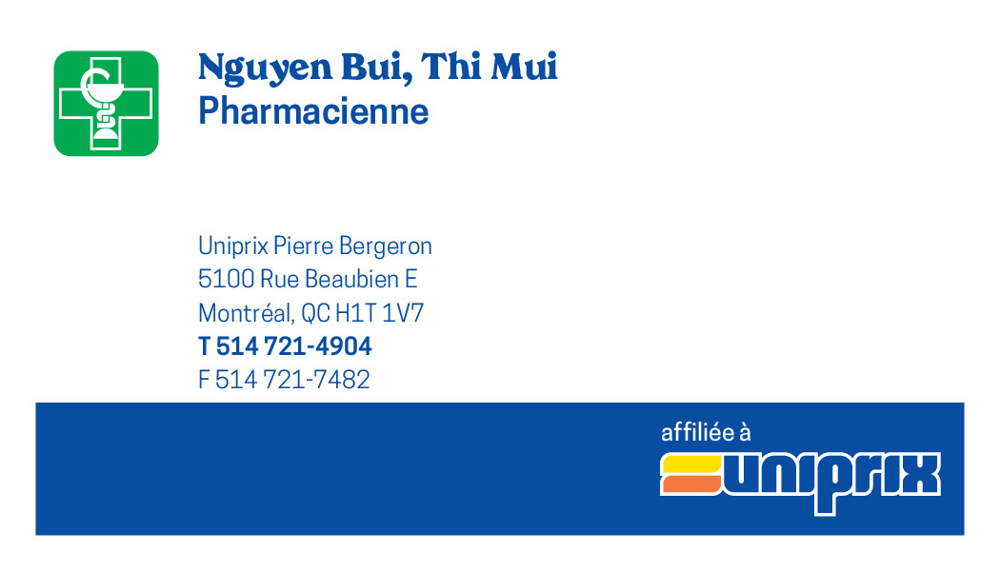 Nguyen Bui, Thi Mui
Pharmacienne
Uniprix Pierre Bergeron
5100 Rue Beaubien E
Montréal, QC H1T 1V7
T 514 721-4904
F 514 721-7482
affiliée à
uniprix